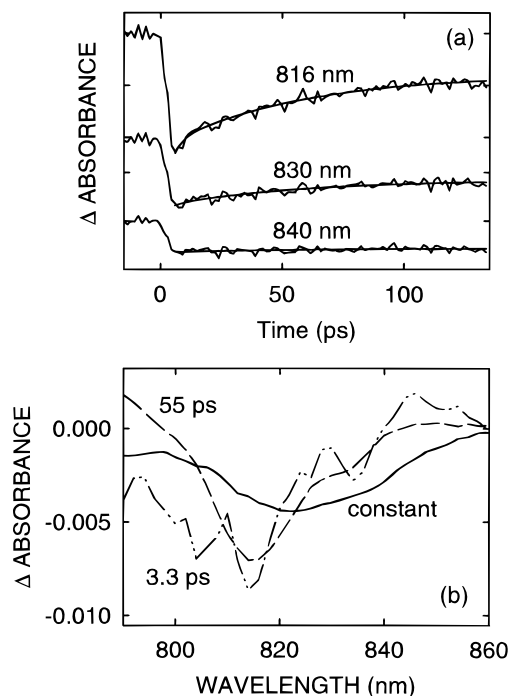 (a)
816 nm
830 nm
840 nm
Δ ABSORBANCE
0 50 100
Time (ps)
55 ps
0.000
-0.005
-0.010
constant
3.3 ps
(b)
Δ ABSORBANCE
800 820 840 860
WAVELENGTH (nm)